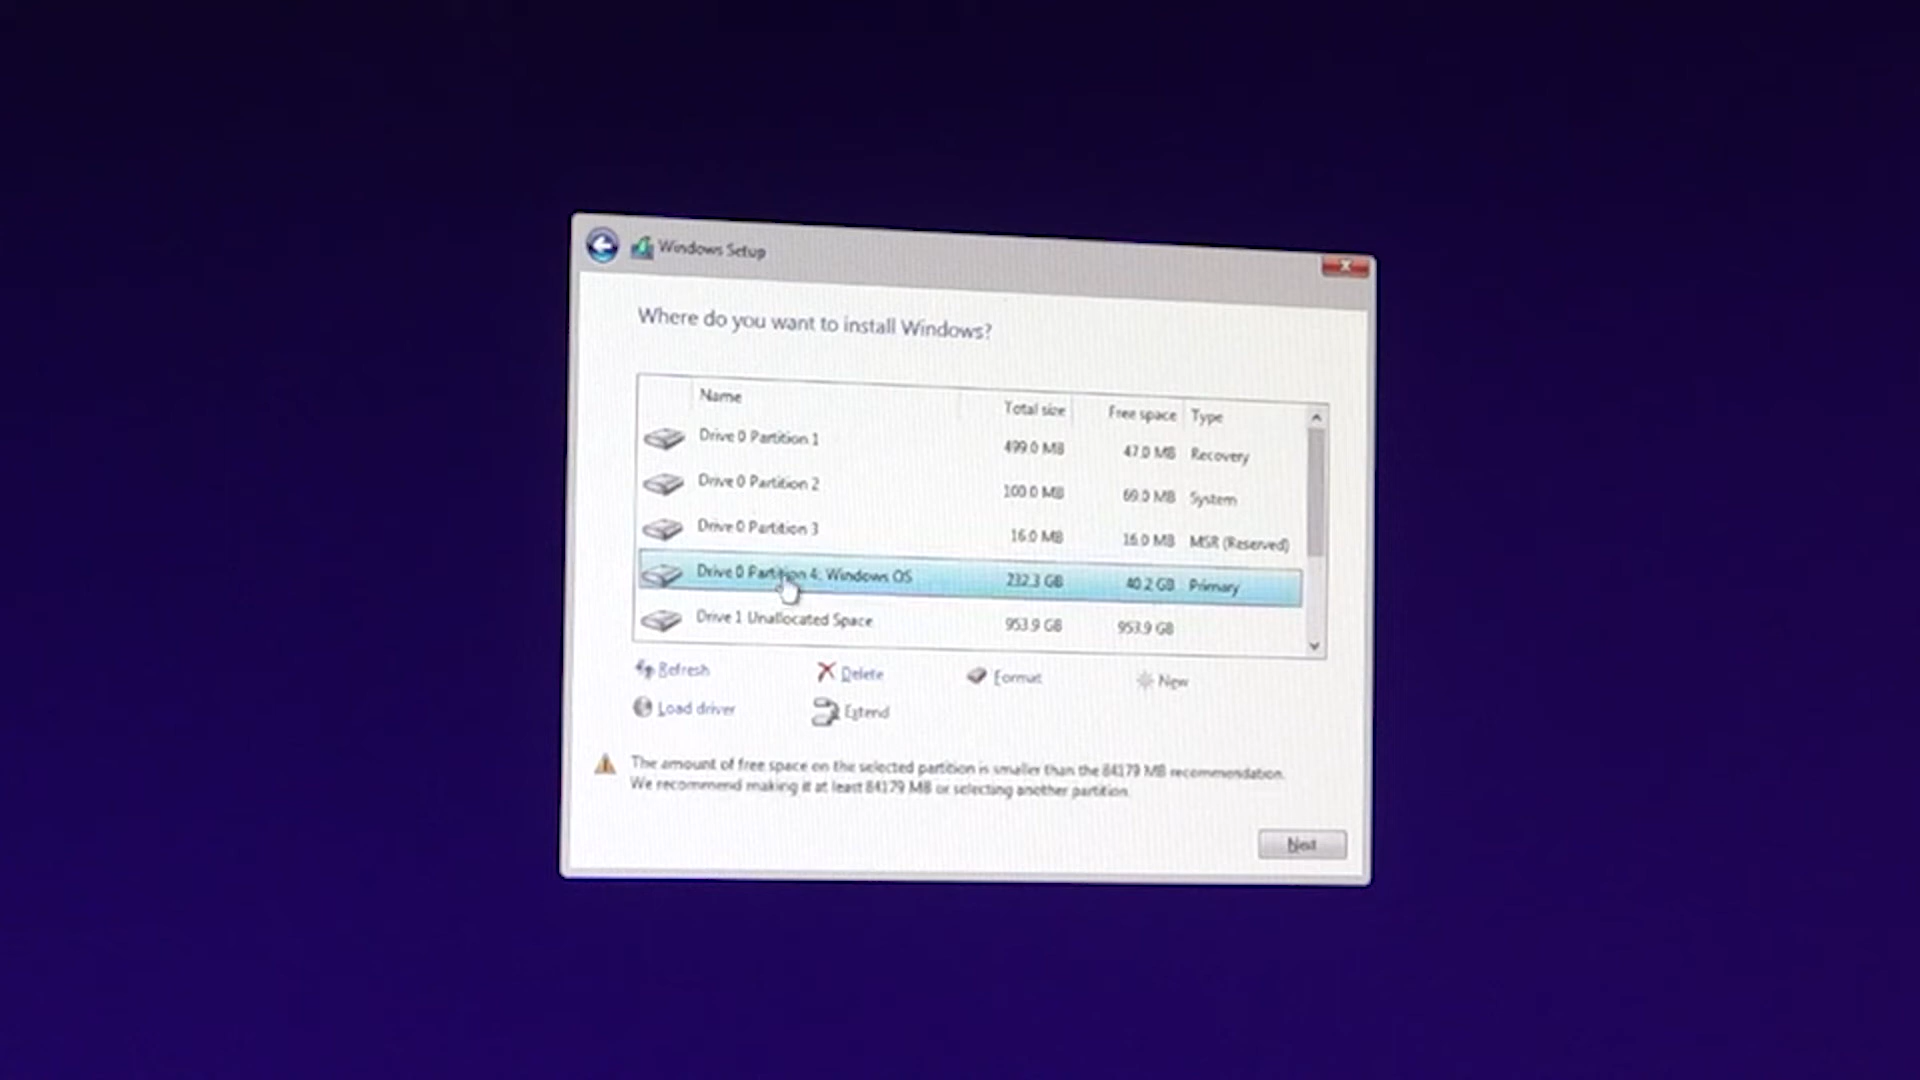 Windows Setup
Where do you want to install Windows?
Name Total size Free space Type
Drive 0 Partition 1 499.0 MB 47.0 MB Recovery
Drive 0 Partition 2 100.0 MB 69.0 MB System
Drive 0 Partition 3 16.0 MB 16.0 MB MSR (Reserved)
Drive 0 Partition 4: Windows OS 232.3 GB 40.2 GB Primary
Drive 1 Unallocated Space 953.9 GB 953.9 GB
Refresh Delete Format New
Load driver Extend
The amount of free space on the selected partition is smaller than the 84179 MB recommendation.
We recommend making it at least 84179 MB or selecting another partition.
Next